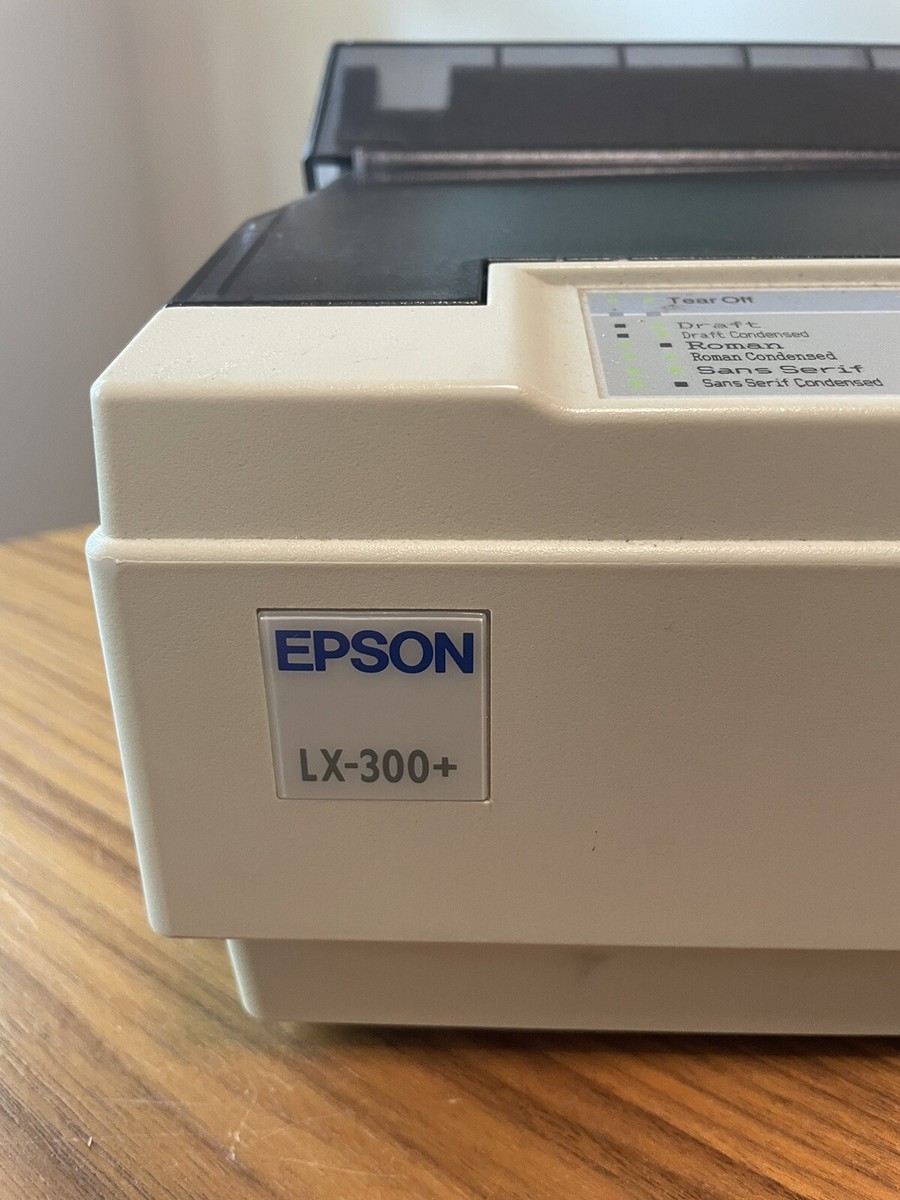 Tear Off
Draft
Draft Condensed
Roman
Roman Condensed
Sans Serif
Sans Serif Condensed
EPSON
LX-300+